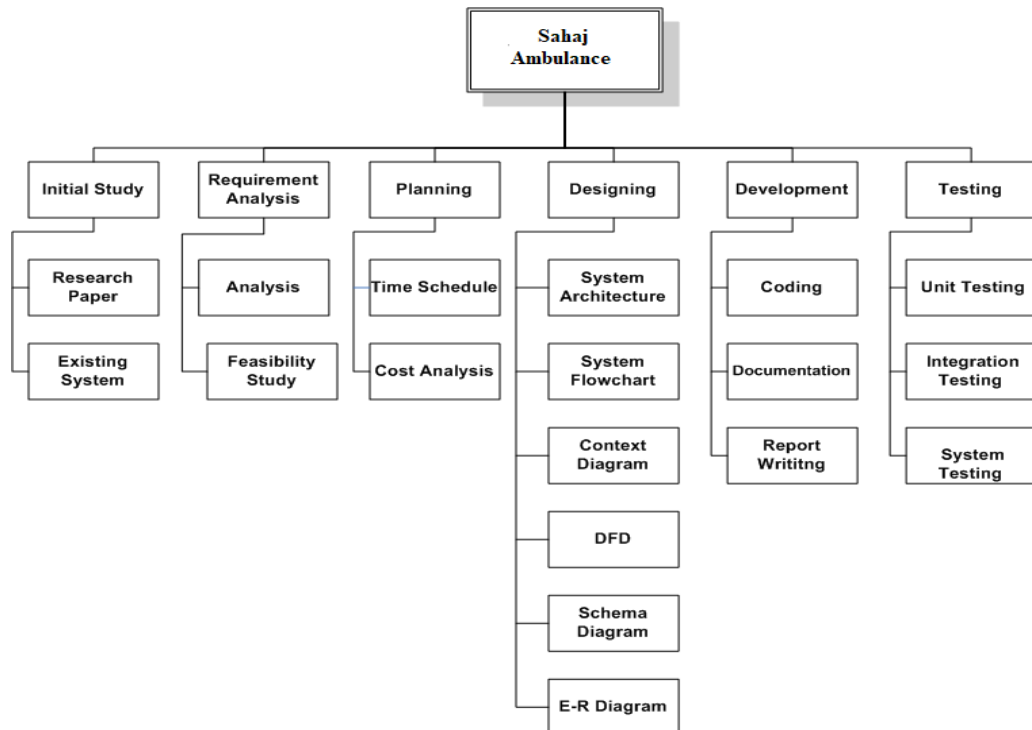 Sahaj
Ambulance
Initial Study
Requirement
Analysis
Planning
Designing
Development
Testing
Research
Paper
Existing
System
Analysis
Feasibility
Study
Time Schedule
Cost Analysis
System
Architecture
System
Flowchart
Context
Diagram
DFD
Schema
Diagram
E-R Diagram
Coding
Documentation
Report
Writitng
Unit Testing
Integration
Testing
System
Testing